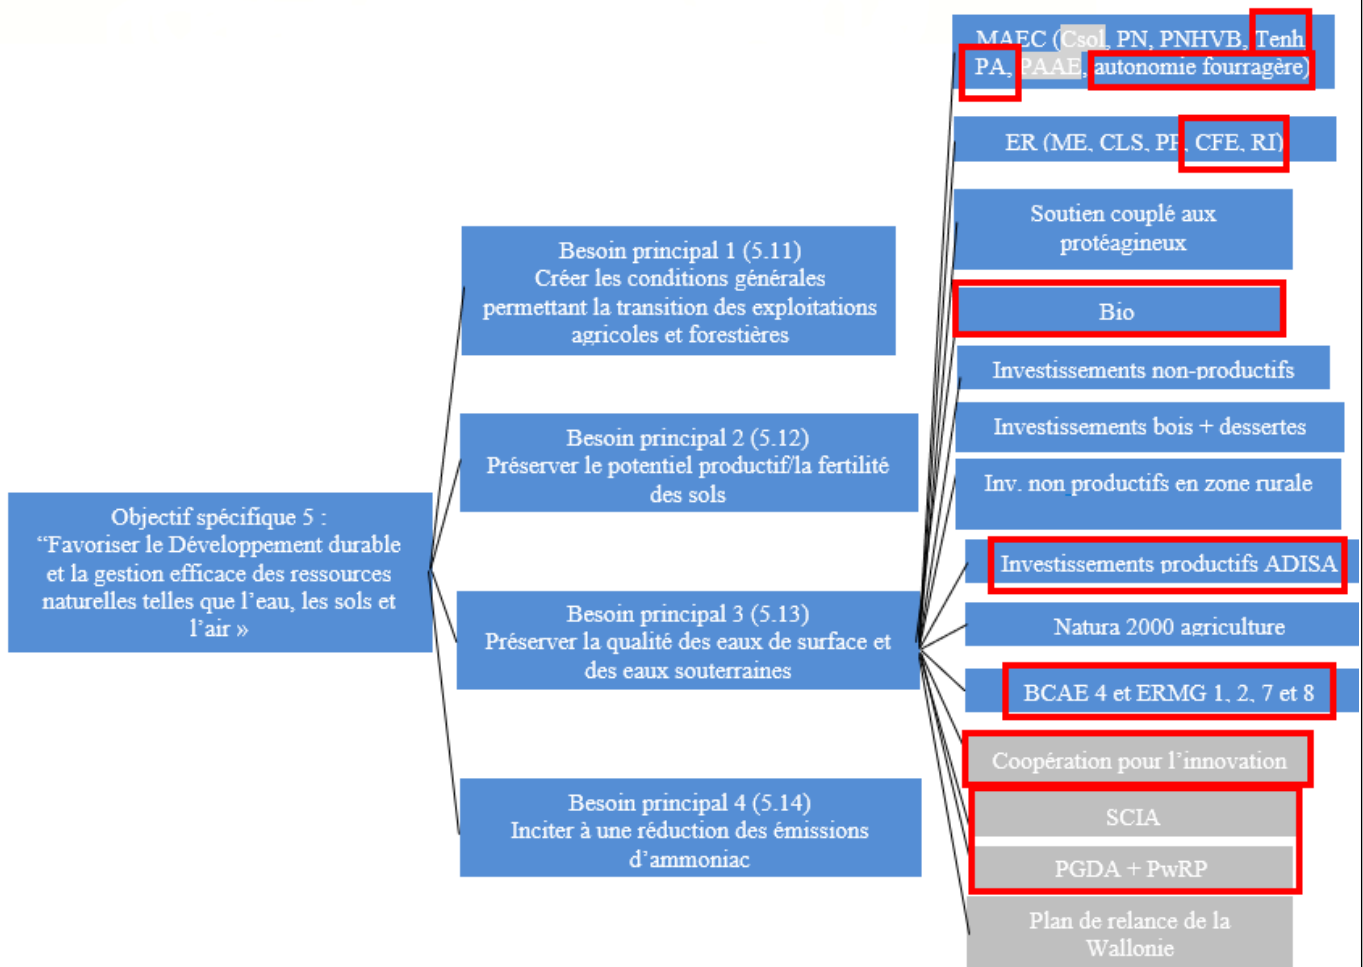 MAEC (Csol, PN, PNHVB, Tenh
PA, PAAE, autonomie fourragère)
ER (ME, CLS, PP, CFE, RI)
Soutien couplé aux
protéagineux
Bio
Investissements non-productifs
Investissements bois + dessertes
Inv. non productifs en zone rurale
Investissements productifs ADISA
Natura 2000 agriculture
BCAE 4 et ERMG 1, 2, 7 et 8
Coopération pour l'innovation
SCIA
PGDA + PwRP
Plan de relance de la
Wallonie
Besoin principal 1 (5.11)
Créer les conditions générales
permettant la transition des exploitations
agricoles et forestières
Besoin principal 2 (5.12)
Préserver le potentiel productif/la fertilité
des sols
Besoin principal 3 (5.13)
Préserver la qualité des eaux de surface et
des eaux souterraines
Besoin principal 4 (5.14)
Inciter à une réduction des émissions
d'ammoniac
Objectif spécifique 5 :
“Favoriser le Développement durable
et la gestion efficace des ressources
naturelles telles que l'eau, les sols et
l'air »